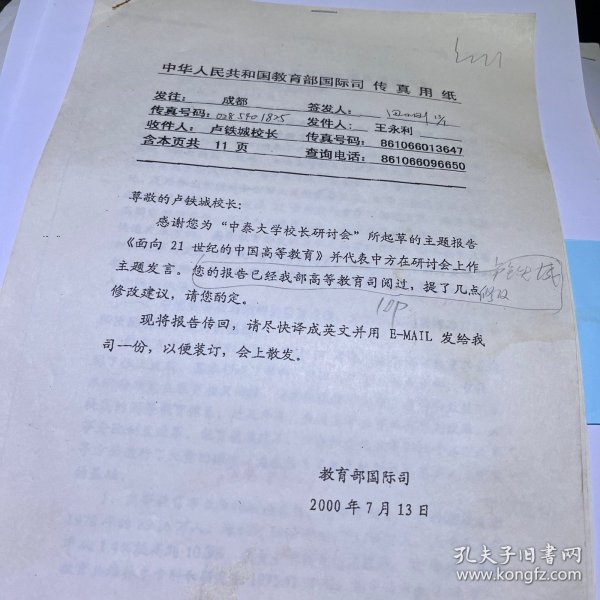 中华人民共和国教育部国际司 传真用纸
发往： 成都 签发人：
传真号码：028 5401825 发件人： 王永利
收件人： 卢铁城校长 传真号码： 861066013647
含本页共 11 页 查询电话： 861066096650
尊敬的卢铁城校长：
感谢您为“中泰大学校长研讨会”所起草的主题报告
《面向 21 世纪的中国高等教育》并代表中方在研讨会上作
主题发言。您的报告已经我部高等教育司阅过，提了几点
修改建议，请您酌定。
现将报告传回，请尽快译成英文并用 E-MAIL 发给我
司一份，以便装订，会上散发。
教育部国际司
2000 年 7 月 13 日
孔夫子旧书网
www.kongfz.com